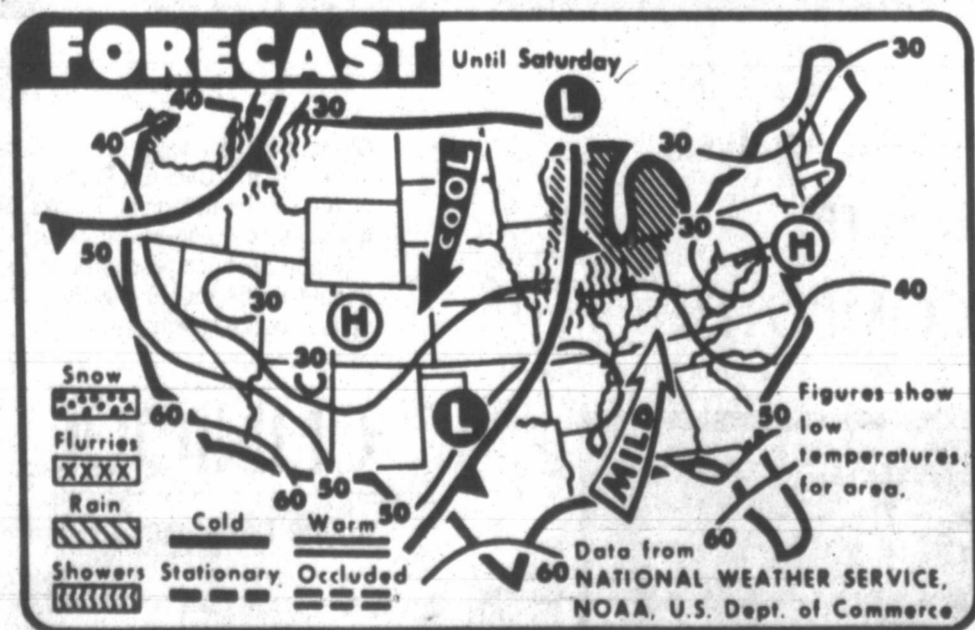 FORECAST
Until Saturday
L
40
30
30
40
30
COOL
30
H
50
40
30
H
30
Snow
Figures show
60
L
50
low
Flurries
XXXX
MILD
temperatures
for area.
Rain
60
50
50
60
Cold
Warm
Data from
60
NATIONAL WEATHER SERVICE,
NOAA, U.S. Dept. of Commerce
Showers
Stationary
Occluded